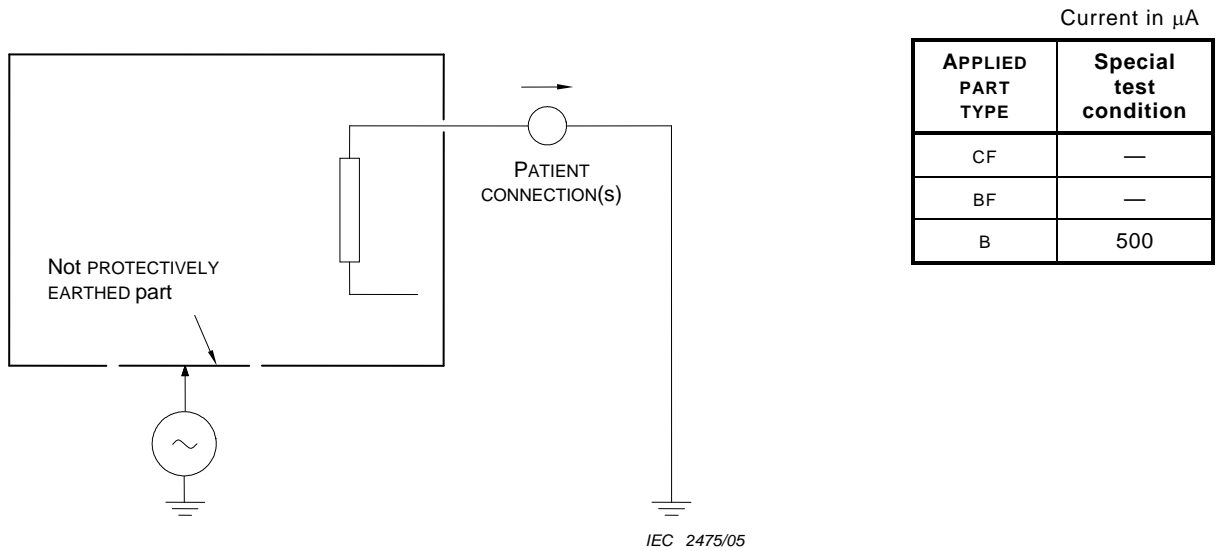 Current in μA
APPLIED
PART
TYPE
Special
test
condition
CF
—
BF
—
B
500
PATIENT
CONNECTION(s)
Not PROTECTIVELY
EARTHED part
IEC 2475/05